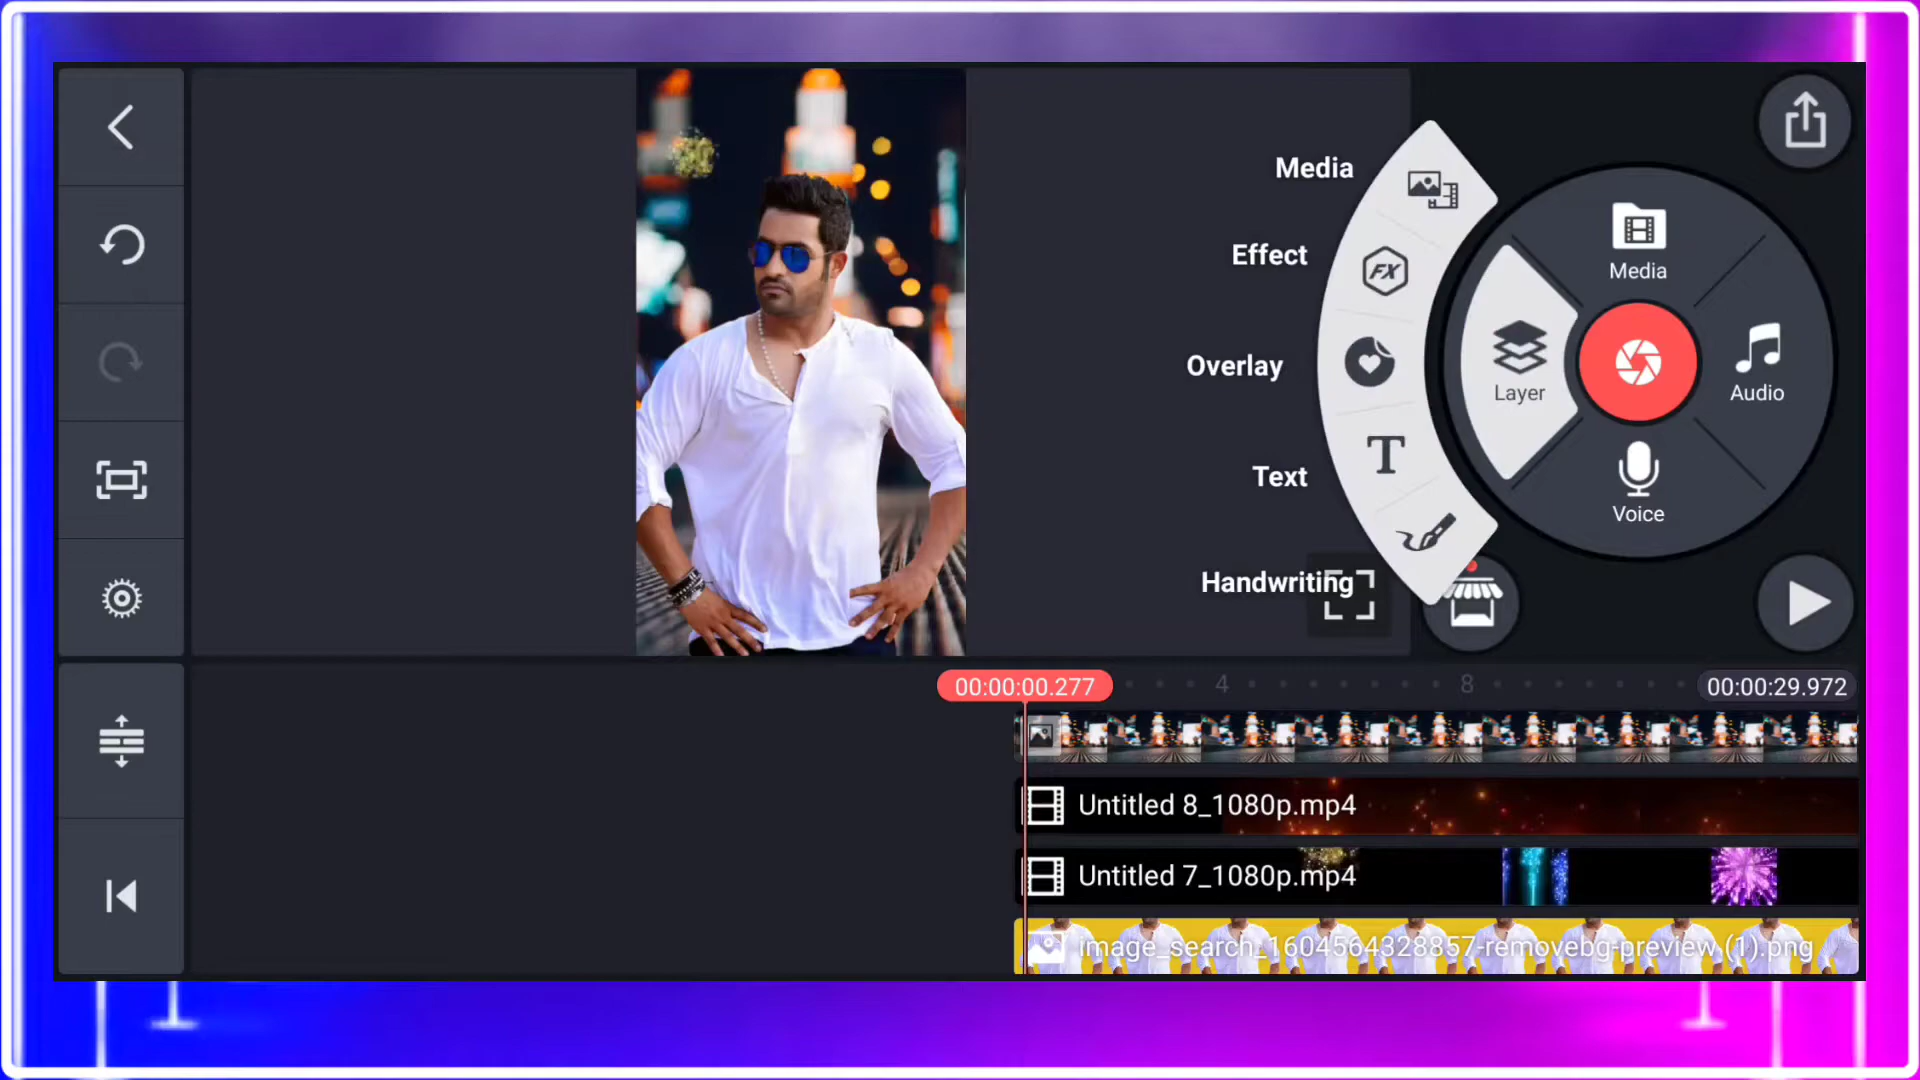 Media
Effect
Overlay
Text
Handwriting
FX
T
Media
Layer
Audio
Voice
00:00:00.277
4
8
00:00:29.972
Untitled 8_1080p.mp4
Untitled 7_1080p.mp4
image_search_1604564328857-removebg-preview (1).png